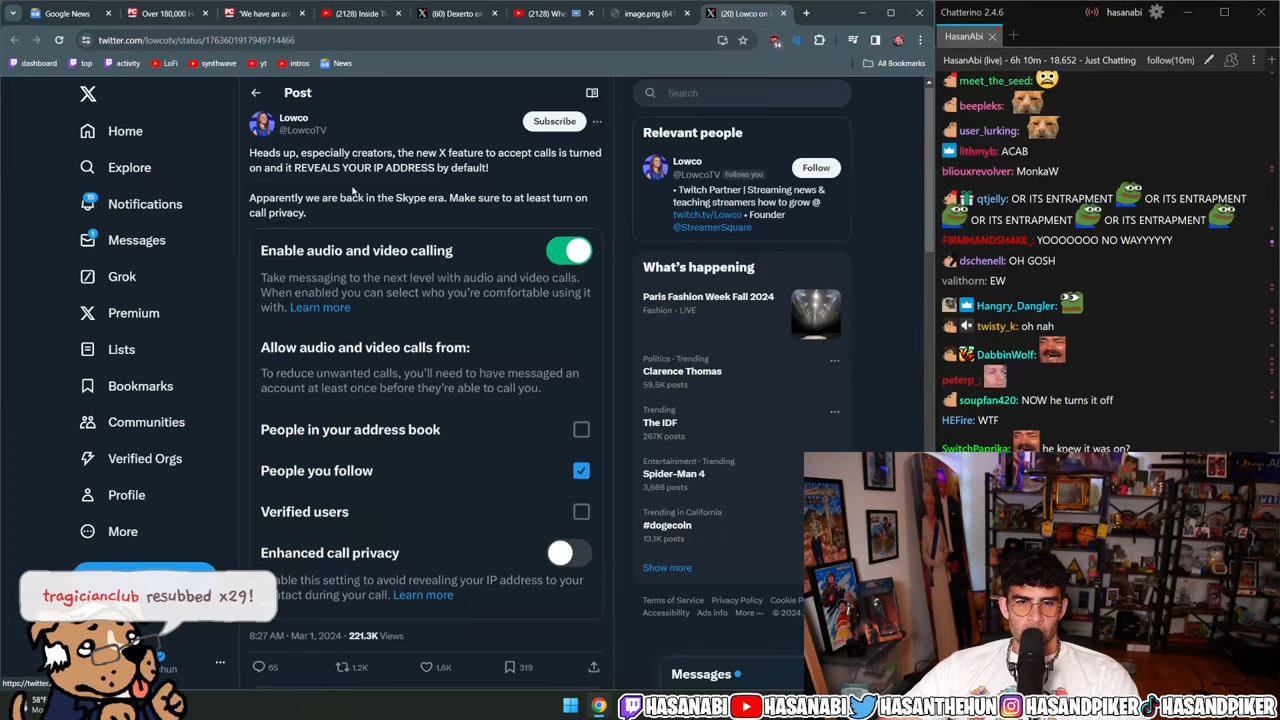 Google News
PC Over 180,000 H
PC "We have an ac
(2128) Inside T
(60) Dexerto on
(2128) Whe
image.png (64
(20) Lowco on
twitter.com/lowcotv/status/1763601917949714466
14
dashboard
top
activity
LoFi
synthwave
yt
intros
News
All Bookmarks
Home
Explore
19
Notifications
Messages
Grok
Premium
Lists
Bookmarks
Communities
Verified Orgs
Profile
More
Post
Lowco
@LowcoTV
Subscribe
Heads up, especially creators, the new X feature to accept calls is turned
on and it REVEALS YOUR IP ADDRESS by default!
Apparently we are back in the Skype era. Make sure to at least turn on
call privacy.
Enable audio and video calling
Take messaging to the next level with audio and video calls.
When enabled you can select who you're comfortable using it
with. Learn more
Allow audio and video calls from:
To reduce unwanted calls, you'll need to have messaged an
account at least once before they're able to call you.
People in your address book
People you follow
Verified users
Enhanced call privacy
able this setting to avoid revealing your IP address to your
ntact during your call. Learn more
8:27 AM · Mar 1, 2024 · 221.3K Views
65
1.2K
1.6K
319
Search
Relevant people
Lowco
@LowcoTV Follows you
Follow
• Twitch Partner | Streaming news &
teaching streamers how to grow @
twitch.tv/Lowco • Founder
@StreamerSquare
What's happening
Paris Fashion Week Fall 2024
Fashion · LIVE
Politics · Trending
Clarence Thomas
59.5K posts
Trending
The IDF
267K posts
Entertainment · Trending
Spider-Man 4
3,666 posts
Trending in California
#dogecoin
13.1K posts
Show more
Terms of Service Privacy Policy Cookie P
Accessibility Ads info More ··· © 2024
Messages
tragicianclub resubbed x29!
hun
https://twitte
58°F
Mo
Chatterino 2.4.6
hasanabi
HasanAbi
HasanAbi (live) - 6h 10m - 18,652 - Just Chatting
follow(10m)
meet_the_seed:
beepleks:
user_lurking:
lithmyb: ACAB
bliouxrevolver: MonkaW
qtjelly: OR ITS ENTRAPMENT OR ITS ENTRAPMENT
OR ITS ENTRAPMENT OR ITS ENTRAPMENT
FIRMHANDSH4KE_: YOOOOOOO NO WAYYYYYY
dschenell: OH GOSH
valithorn: EW
Hangry_Dangler:
twisty_k: oh nah
DabbinWolf:
peterp_:
soupfan420: NOW he turns it off
HEFire: WTF
SwitchPaprika: he knew it was on?
HASANABI
HASANABI
HASANTHEHUN
HASANDPIKER
HASANDPIKER